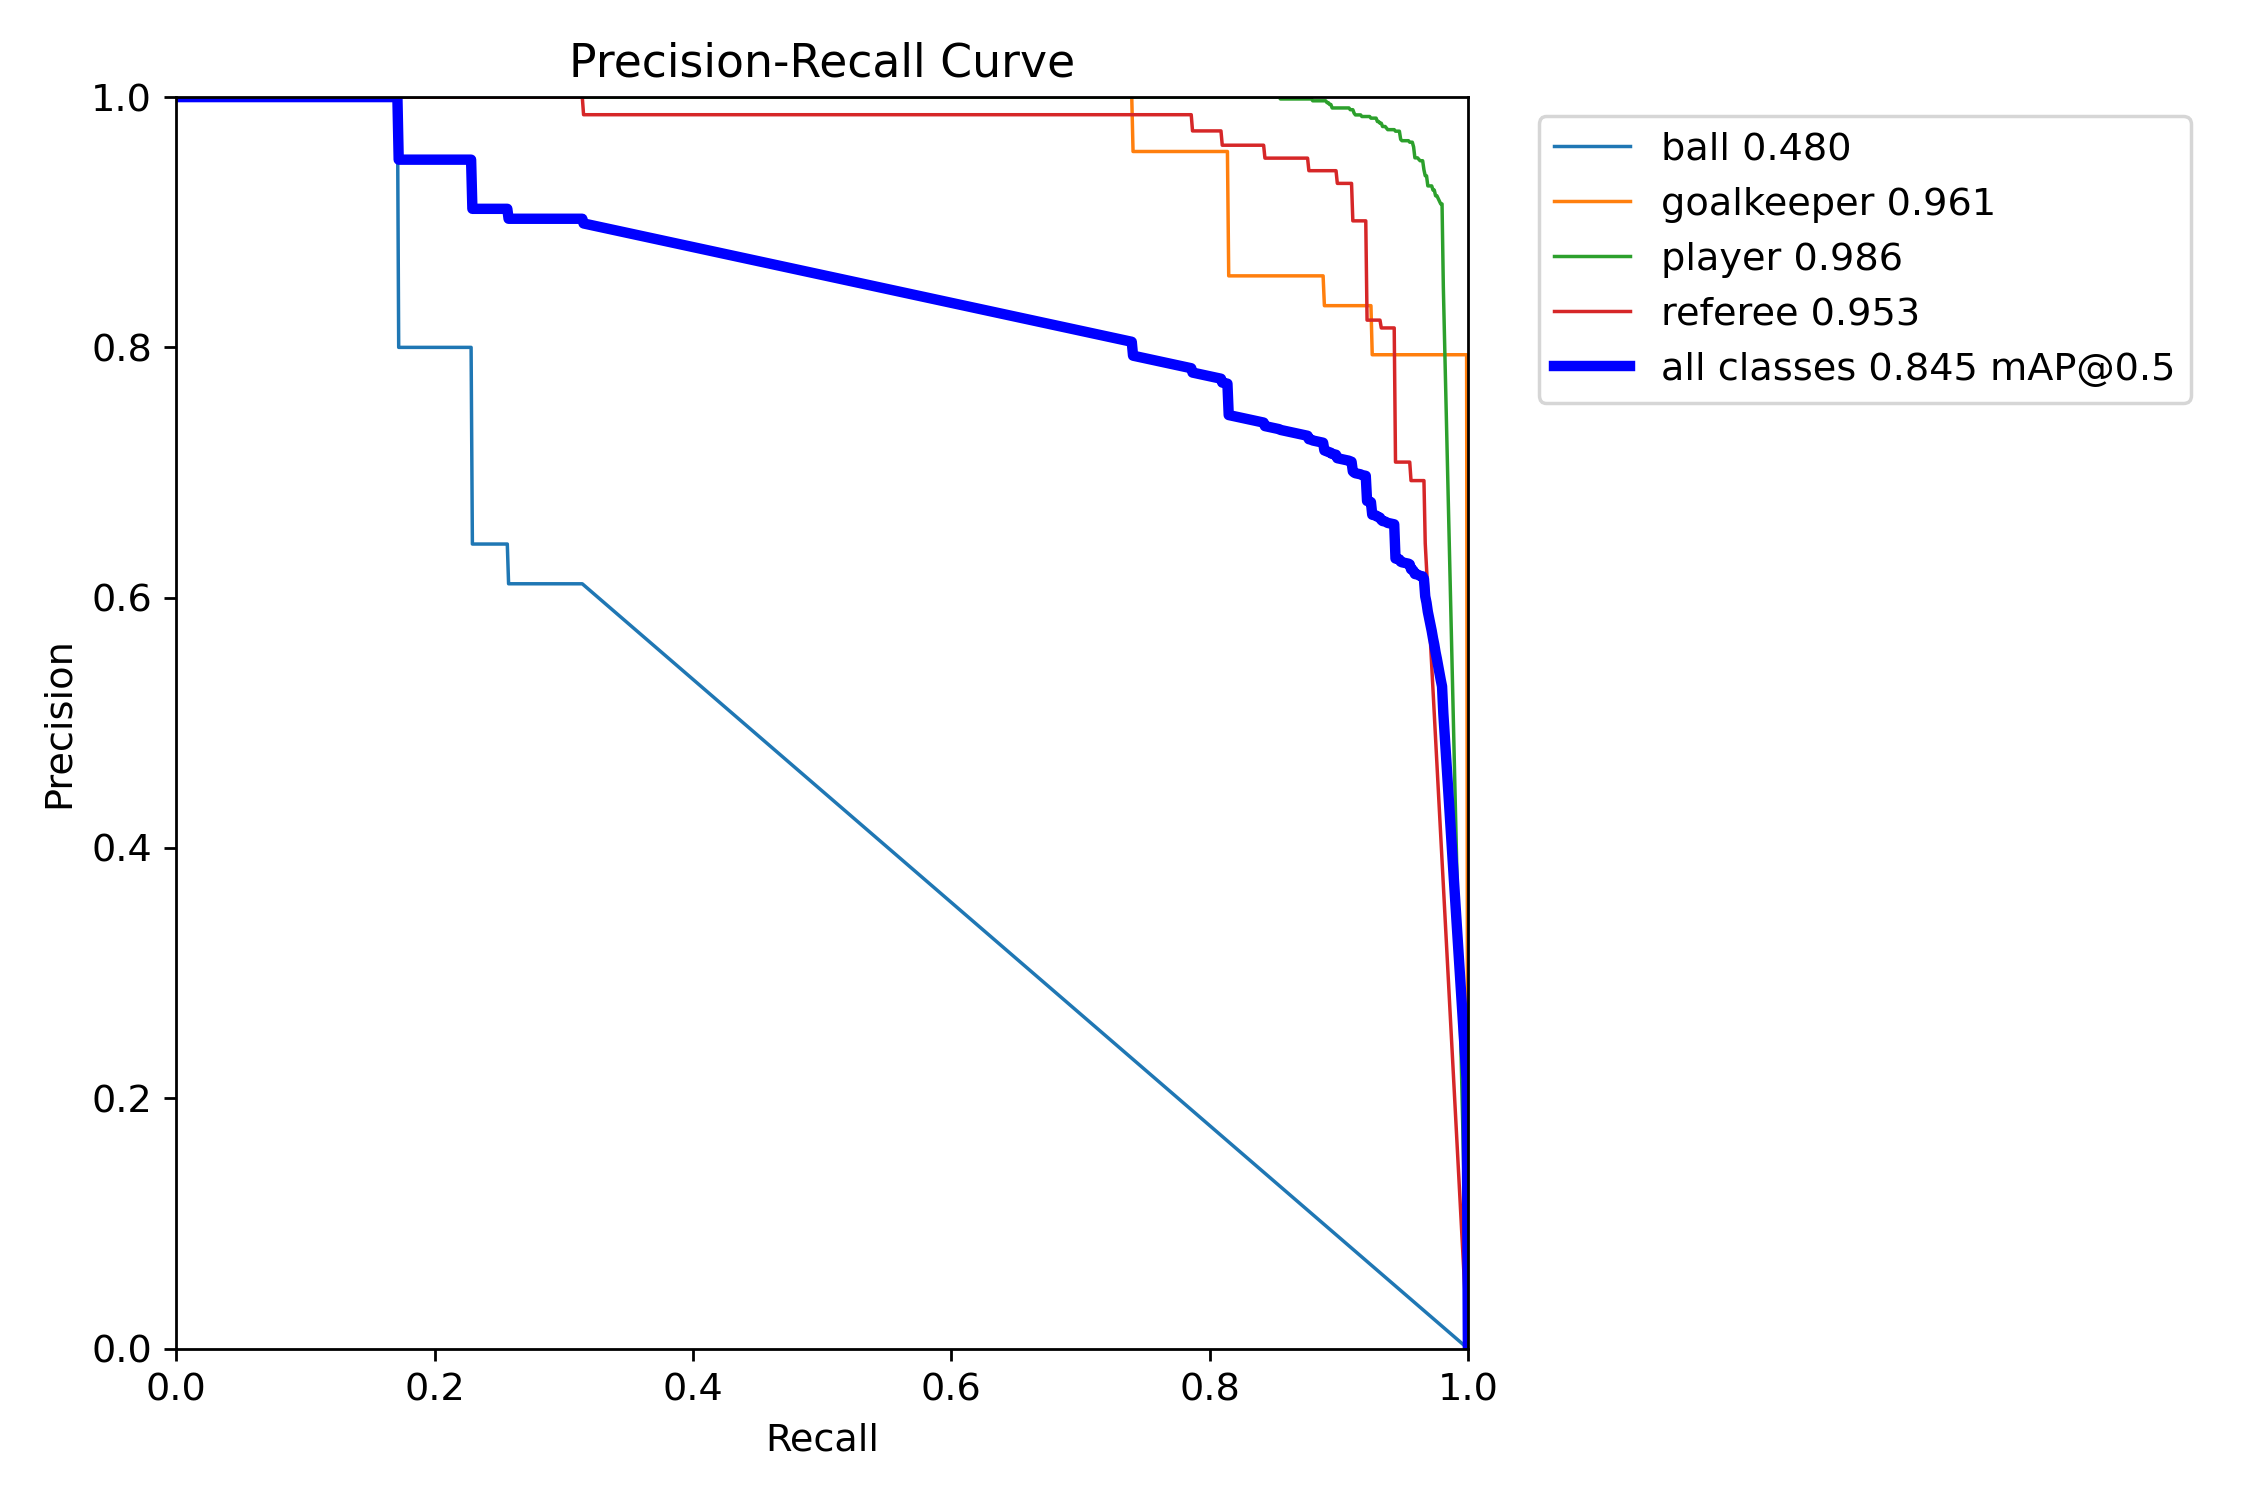 Precision-Recall Curve
1.0
0.8
0.6
0.4
0.2
0.0
Precision
0.0 0.2 0.4 0.6 0.8 1.0
Recall
ball 0.480
goalkeeper 0.961
player 0.986
referee 0.953
all classes 0.845 mAP@0.5